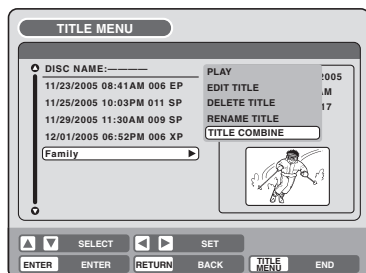 TITLE MENU
DISC NAME:————
11/23/2005 08:41AM 006 EP
11/25/2005 10:03PM 011 SP
11/29/2005 11:30AM 009 SP
12/01/2005 06:52PM 006 XP
Family
PLAY
EDIT TITLE
DELETE TITLE
RENAME TITLE
TITLE COMBINE
2005
AM
17
SELECT SET
ENTER ENTER RETURN BACK TITLE MENU END